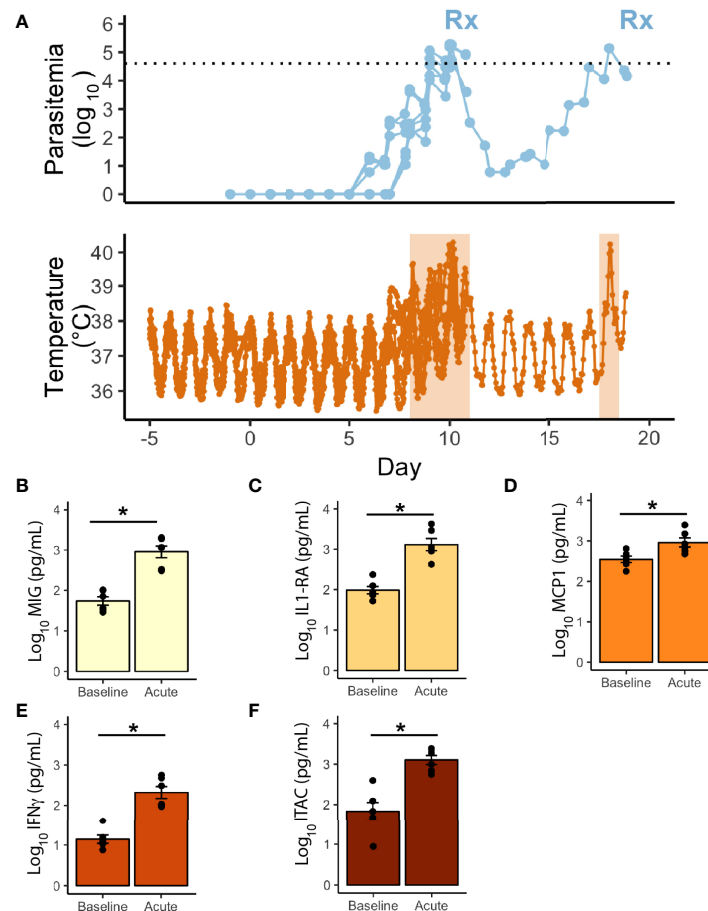 A
Rx Rx
Parasitemia
(log 10)
6
5
4
3
2
1
0
Temperature
(°C)
40
39
38
37
36
-5 0 5 10 15 20
Day
B
*
Log10 MIG (pg/mL)
4
3
2
1
0
Baseline Acute
C
*
Log10 IL1-RA (pg/mL)
4
3
2
1
0
Baseline Acute
D
*
Log10 MCP1 (pg/mL)
4
3
2
1
0
Baseline Acute
E
*
Log10 IFNγ (pg/mL)
4
3
2
1
0
Baseline Acute
F
*
Log10 ITAC (pg/mL)
4
3
2
1
0
Baseline Acute